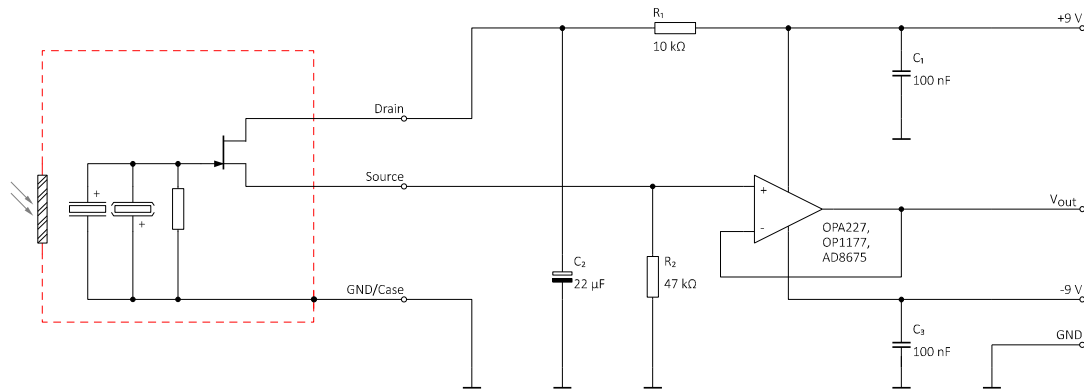 R₁
10 kΩ
+9 V
C₁
100 nF
Drain
+
+
Source
+
-
Vout
OPA227,
OP1177,
AD8675
C₂
22 µF
R₂
47 kΩ
GND/Case
-9 V
C₃
100 nF
GND